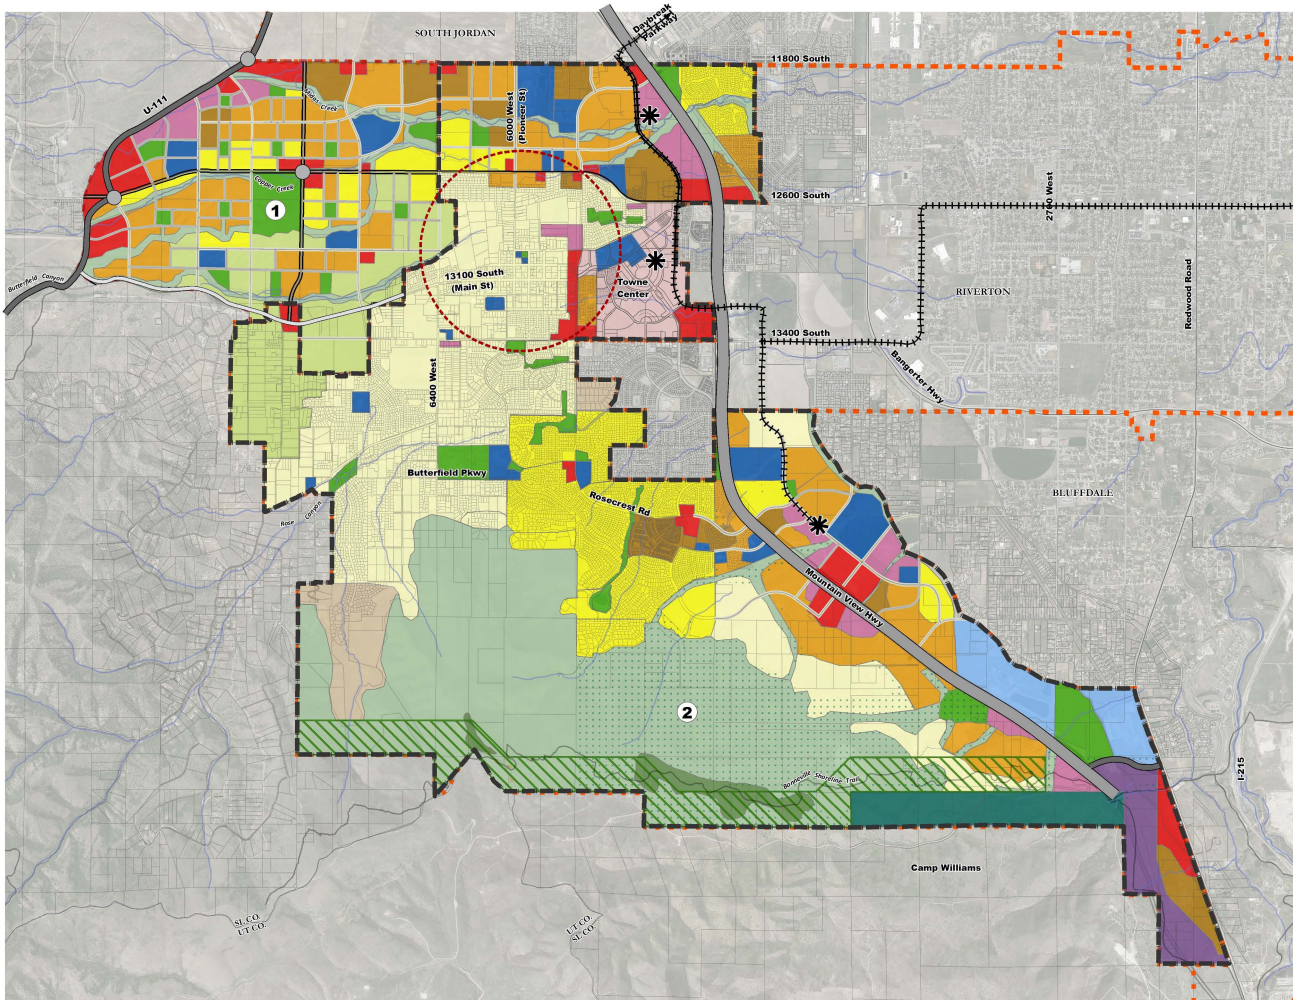 Daybreak
Parkway
SOUTH JORDAN
11800 South
U-111
Midas Creek
6000 West
(Pioneer St)
12600 South
2700 West
Copper Creek
1
13100 South
(Main St)
Butterfield Canyon
Towne
Center
RIVERTON
Redwood Road
13400 South
Bangerter Hwy
6400 West
Butterfield Pkwy
Rosecrest Rd
BLUFFDALE
Rose Canyon
Mountain View Hwy
2
Bonneville Shoreline Trail
I-215
Camp Williams
SL CO.
UT CO.
UT CO.
SL CO.